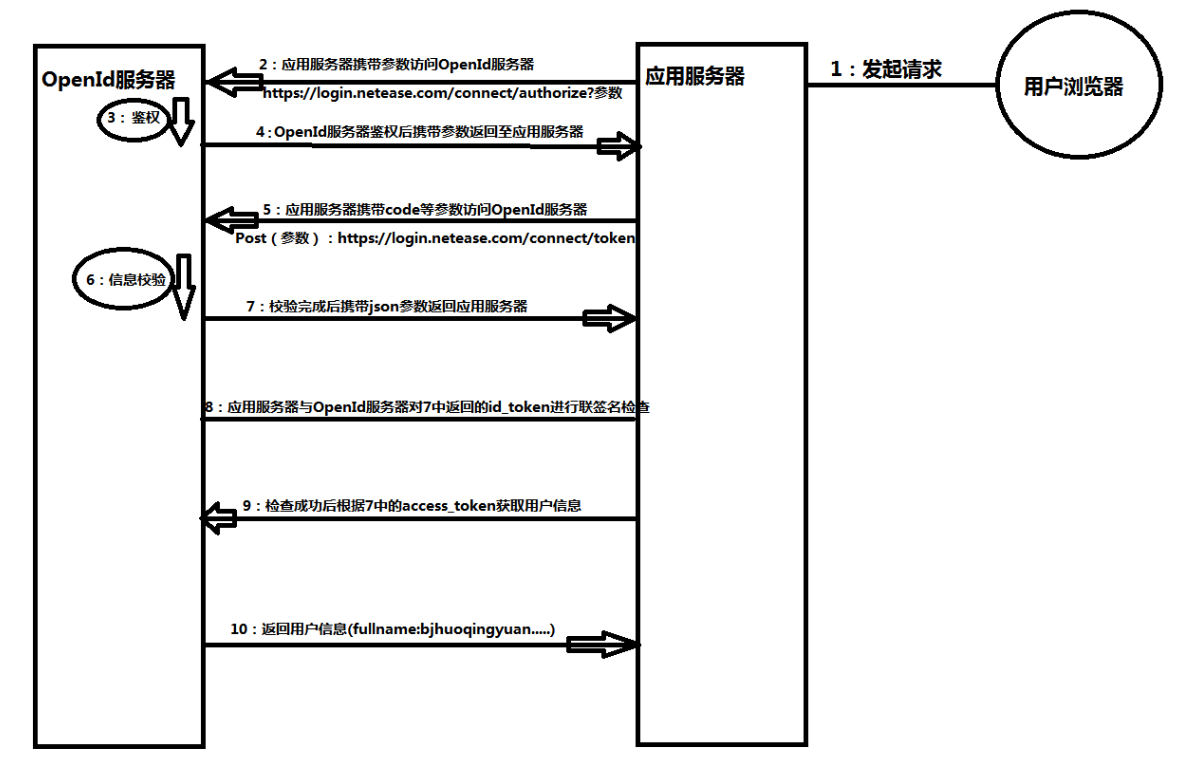 OpenId服务器
应用服务器
用户浏览器
1：发起请求
2：应用服务器携带参数访问OpenId服务器
https://login.netease.com/connect/authorize?参数
3：鉴权
4:OpenId服务器鉴权后携带参数返回至应用服务器
5：应用服务器携带code等参数访问OpenId服务器
Post（参数）：https://login.netease.com/connect/token
6：信息校验
7：校验完成后携带json参数返回应用服务器
8：应用服务器与OpenId服务器对7中返回的id_token进行联签名检查
9：检查成功后根据7中的access_token获取用户信息
10：返回用户信息(fullname:bjhuoqingyuan.....)